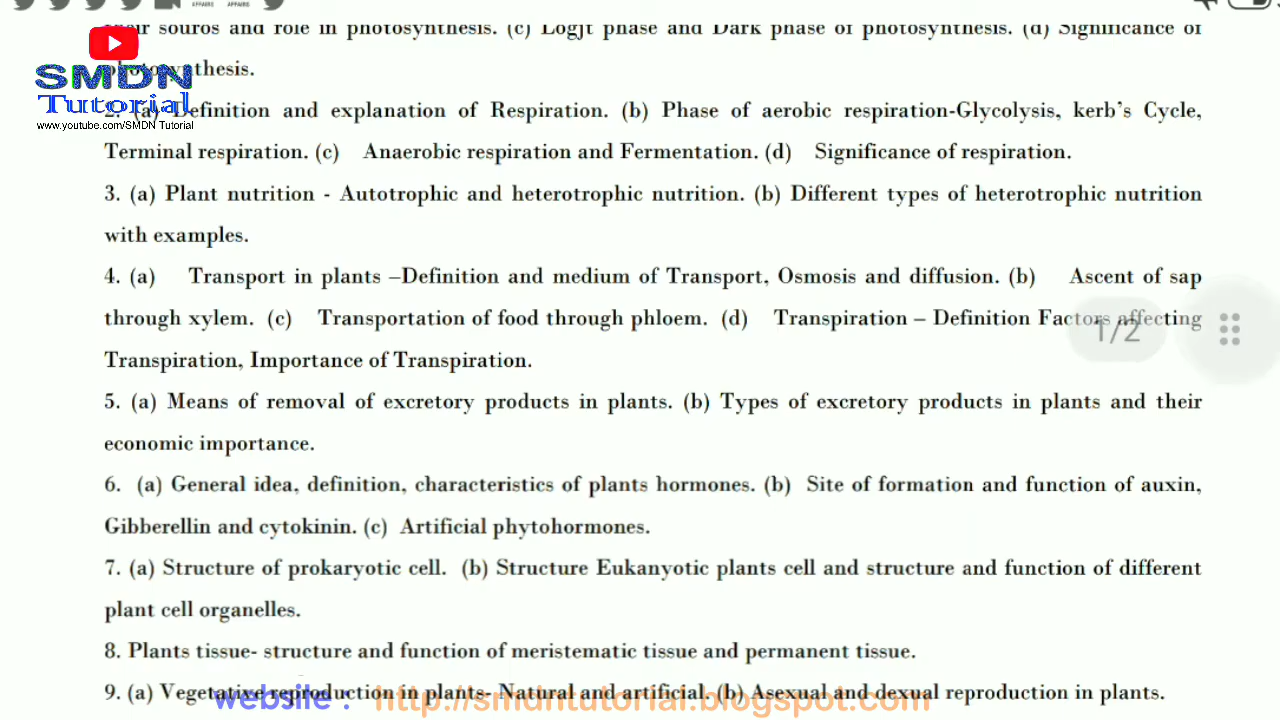 AFFAIRS AFFAIRS
their souros and role in photosynthesis. (c) Logjt phase and Dark phase of photosynthesis. (d) Significance of
photosynthesis.
SMDN
Tutorial
www.youtube.com/SMDN Tutorial
2. (a) Definition and explanation of Respiration. (b) Phase of aerobic respiration-Glycolysis, kerb's Cycle,
Terminal respiration. (c) Anaerobic respiration and Fermentation. (d) Significance of respiration.
3. (a) Plant nutrition - Autotrophic and heterotrophic nutrition. (b) Different types of heterotrophic nutrition
with examples.
4. (a) Transport in plants –Definition and medium of Transport, Osmosis and diffusion. (b) Ascent of sap
through xylem. (c) Transportation of food through phloem. (d) Transpiration – Definition Factors affecting
1/2
Transpiration, Importance of Transpiration.
5. (a) Means of removal of excretory products in plants. (b) Types of excretory products in plants and their
economic importance.
6. (a) General idea, definition, characteristics of plants hormones. (b) Site of formation and function of auxin,
Gibberellin and cytokinin. (c) Artificial phytohormones.
7. (a) Structure of prokaryotic cell. (b) Structure Eukanyotic plants cell and structure and function of different
plant cell organelles.
8. Plants tissue- structure and function of meristematic tissue and permanent tissue.
9. (a) Vegetative reproduction in plants- Natural and artificial. (b) Asexual and dexual reproduction in plants.
website : http://smdntutorial.blogspot.com